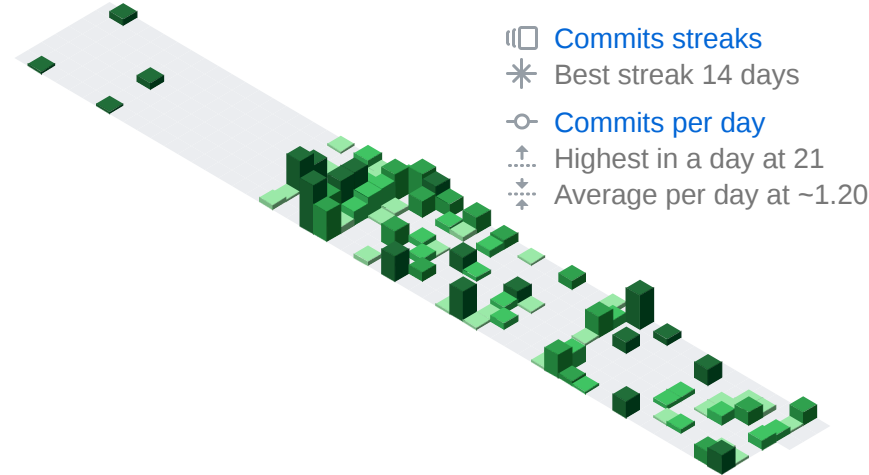 Commits streaks
Best streak 14 days
Commits per day
Highest in a day at 21
Average per day at ~1.20